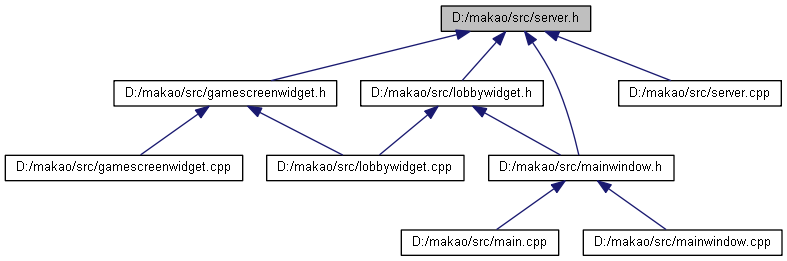 D:/makao/src/server.h
D:/makao/src/gamescreenwidget.h
D:/makao/src/lobbywidget.h
D:/makao/src/server.cpp
D:/makao/src/gamescreenwidget.cpp
D:/makao/src/lobbywidget.cpp
D:/makao/src/mainwindow.h
D:/makao/src/main.cpp
D:/makao/src/mainwindow.cpp